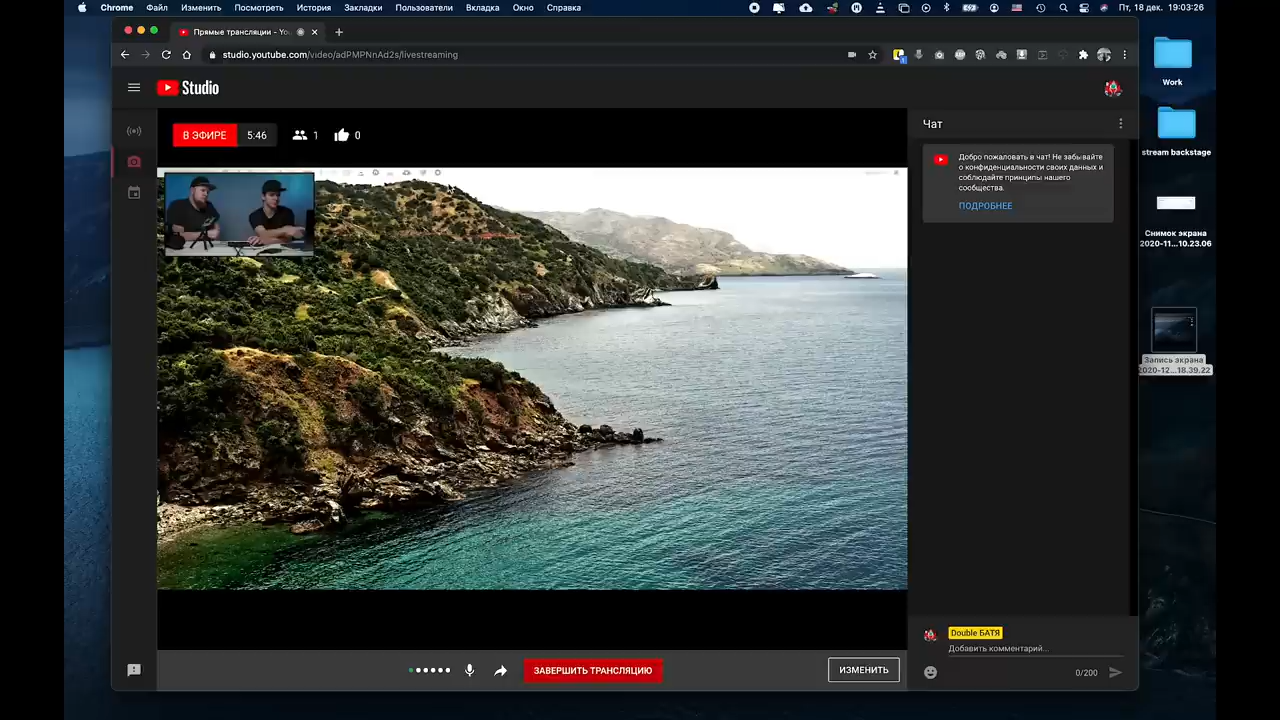 Chrome Файл Изменить Посмотреть История Закладки Пользователи Вкладка Окно Справка Пт, 18 дек. 19:03:26
Прямые трансляции - You
studio.youtube.com/video/adPMPNnAd2s/livestreaming
Work
Studio
Чат
В ЭФИРЕ 5:46 1 0
stream backstage
Добро пожаловать в чат! Не забывайте
о конфиденциальности своих данных и
соблюдайте принципы нашего
сообщества.
ПОДРОБНЕЕ
Снимок экрана
2020-11...10.23.06
Запись экрана
2020-12...18.39.22
Double БАТЯ
Добавить комментарий...
0/200
ЗАВЕРШИТЬ ТРАНСЛЯЦИЮ
ИЗМЕНИТЬ